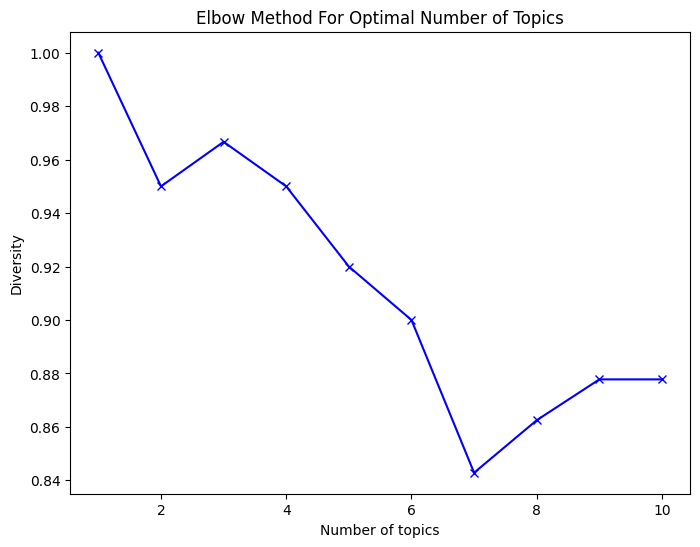 Elbow Method For Optimal Number of Topics
1.00
0.98
0.96
0.94
0.92
0.90
0.88
0.86
0.84
Diversity
2 4 6 8 10
Number of topics